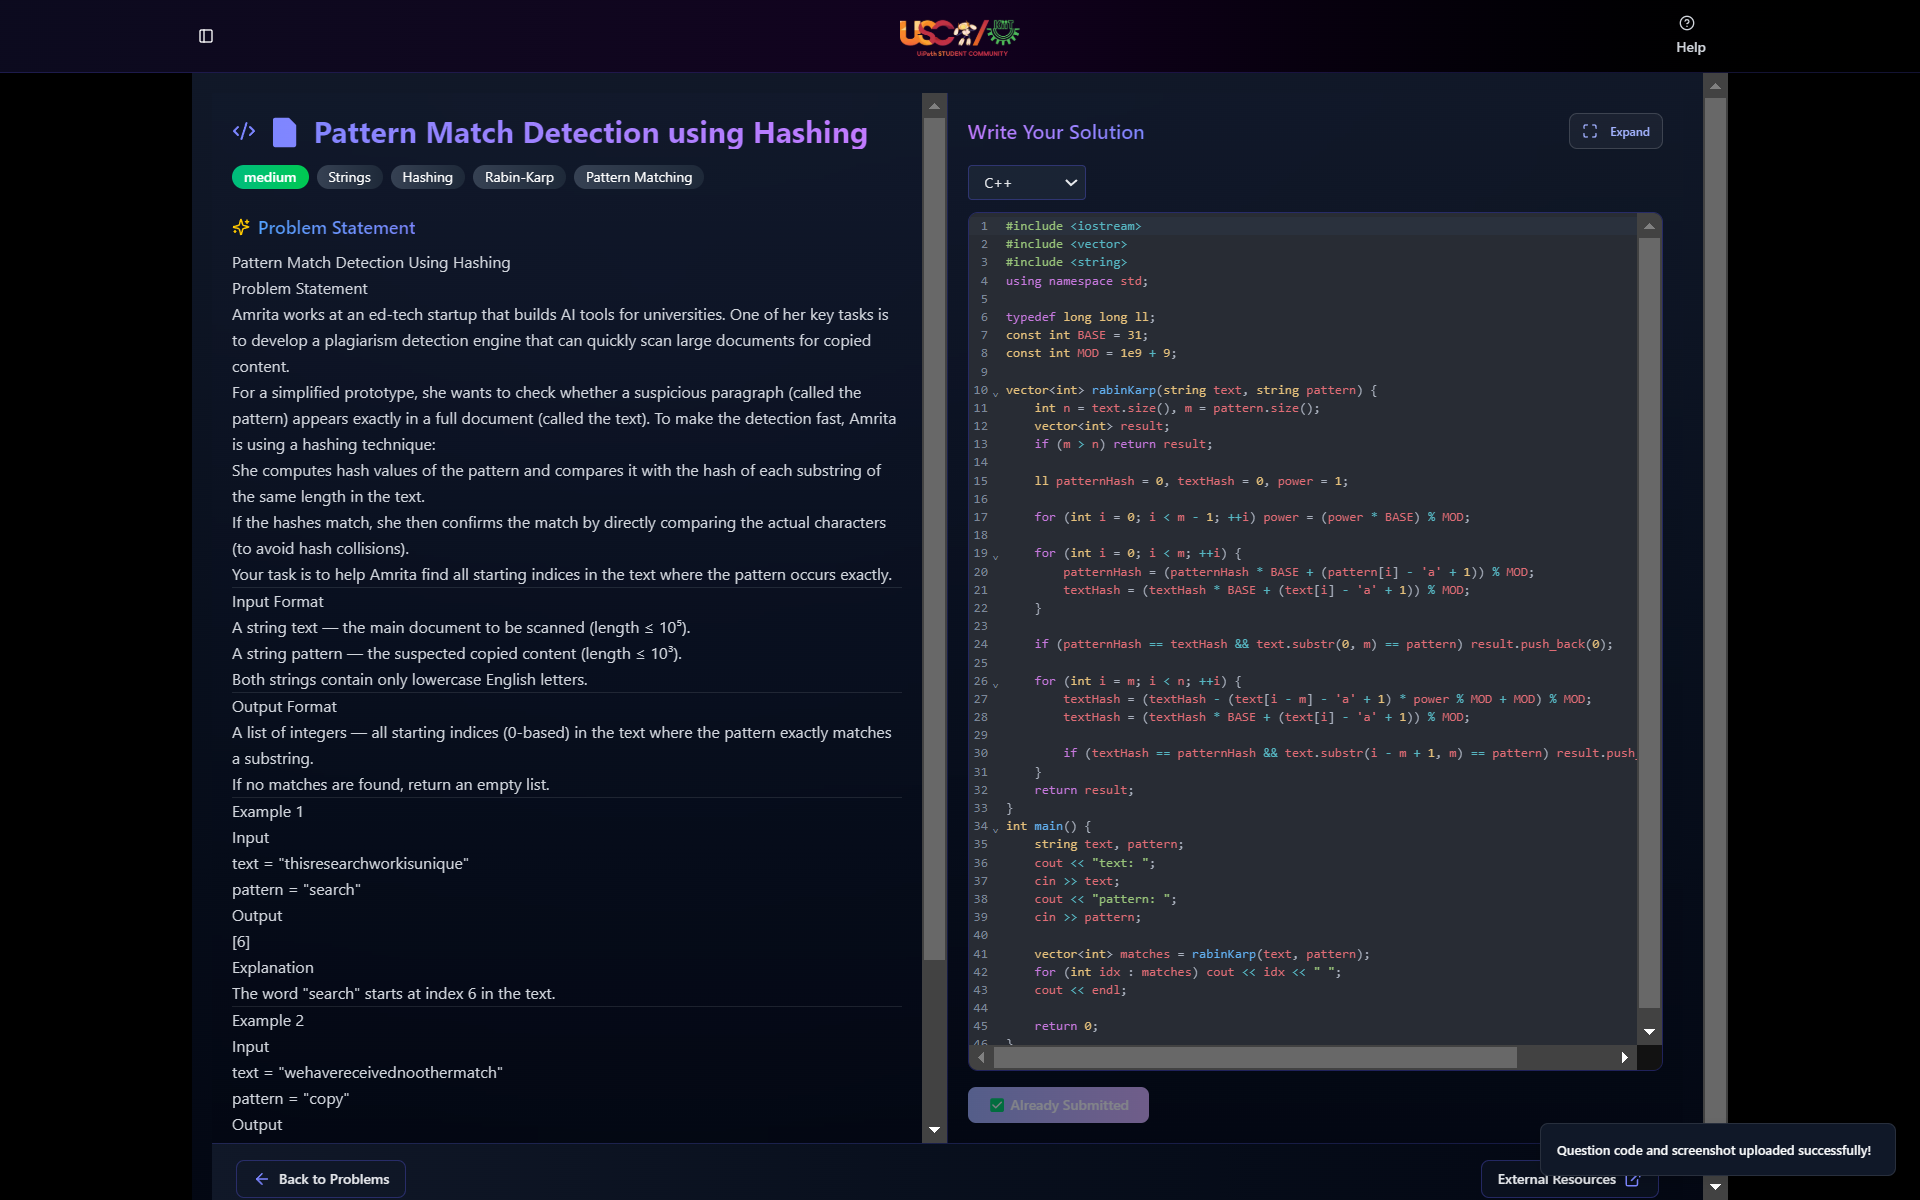 USC/KIIT
UiPath STUDENT COMMUNITY
Help
</> Pattern Match Detection using Hashing
medium Strings Hashing Rabin-Karp Pattern Matching
Problem Statement
Pattern Match Detection Using Hashing
Problem Statement
Amrita works at an ed-tech startup that builds AI tools for universities. One of her key tasks is
to develop a plagiarism detection engine that can quickly scan large documents for copied
content.
For a simplified prototype, she wants to check whether a suspicious paragraph (called the
pattern) appears exactly in a full document (called the text). To make the detection fast, Amrita
is using a hashing technique:
She computes hash values of the pattern and compares it with the hash of each substring of
the same length in the text.
If the hashes match, she then confirms the match by directly comparing the actual characters
(to avoid hash collisions).
Your task is to help Amrita find all starting indices in the text where the pattern occurs exactly.
Input Format
A string text — the main document to be scanned (length ≤ 10⁵).
A string pattern — the suspected copied content (length ≤ 10³).
Both strings contain only lowercase English letters.
Output Format
A list of integers — all starting indices (0-based) in the text where the pattern exactly matches
a substring.
If no matches are found, return an empty list.
Example 1
Input
text = "thisresearchworkisunique"
pattern = "search"
Output
[6]
Explanation
The word "search" starts at index 6 in the text.
Example 2
Input
text = "wehavereceivednoothermatch"
pattern = "copy"
Output
Back to Problems
Write Your Solution
Expand
C++
1 #include <iostream>
2 #include <vector>
3 #include <string>
4 using namespace std;
5
6 typedef long long ll;
7 const int BASE = 31;
8 const int MOD = 1e9 + 9;
9
10 vector<int> rabinKarp(string text, string pattern) {
11     int n = text.size(), m = pattern.size();
12     vector<int> result;
13     if (m > n) return result;
14
15     ll patternHash = 0, textHash = 0, power = 1;
16
17     for (int i = 0; i < m - 1; ++i) power = (power * BASE) % MOD;
18
19     for (int i = 0; i < m; ++i) {
20         patternHash = (patternHash * BASE + (pattern[i] - 'a' + 1)) % MOD;
21         textHash = (textHash * BASE + (text[i] - 'a' + 1)) % MOD;
22     }
23
24     if (patternHash == textHash && text.substr(0, m) == pattern) result.push_back(0);
25
26     for (int i = m; i < n; ++i) {
27         textHash = (textHash - (text[i - m] - 'a' + 1) * power % MOD + MOD) % MOD;
28         textHash = (textHash * BASE + (text[i] - 'a' + 1)) % MOD;
29
30         if (textHash == patternHash && text.substr(i - m + 1, m) == pattern) result.push_
31     }
32     return result;
33 }
34 int main() {
35     string text, pattern;
36     cout << "text: ";
37     cin >> text;
38     cout << "pattern: ";
39     cin >> pattern;
40
41     vector<int> matches = rabinKarp(text, pattern);
42     for (int idx : matches) cout << idx << " ";
43     cout << endl;
44
45     return 0;
46 }
Already Submitted
Question code and screenshot uploaded successfully!
External Resources